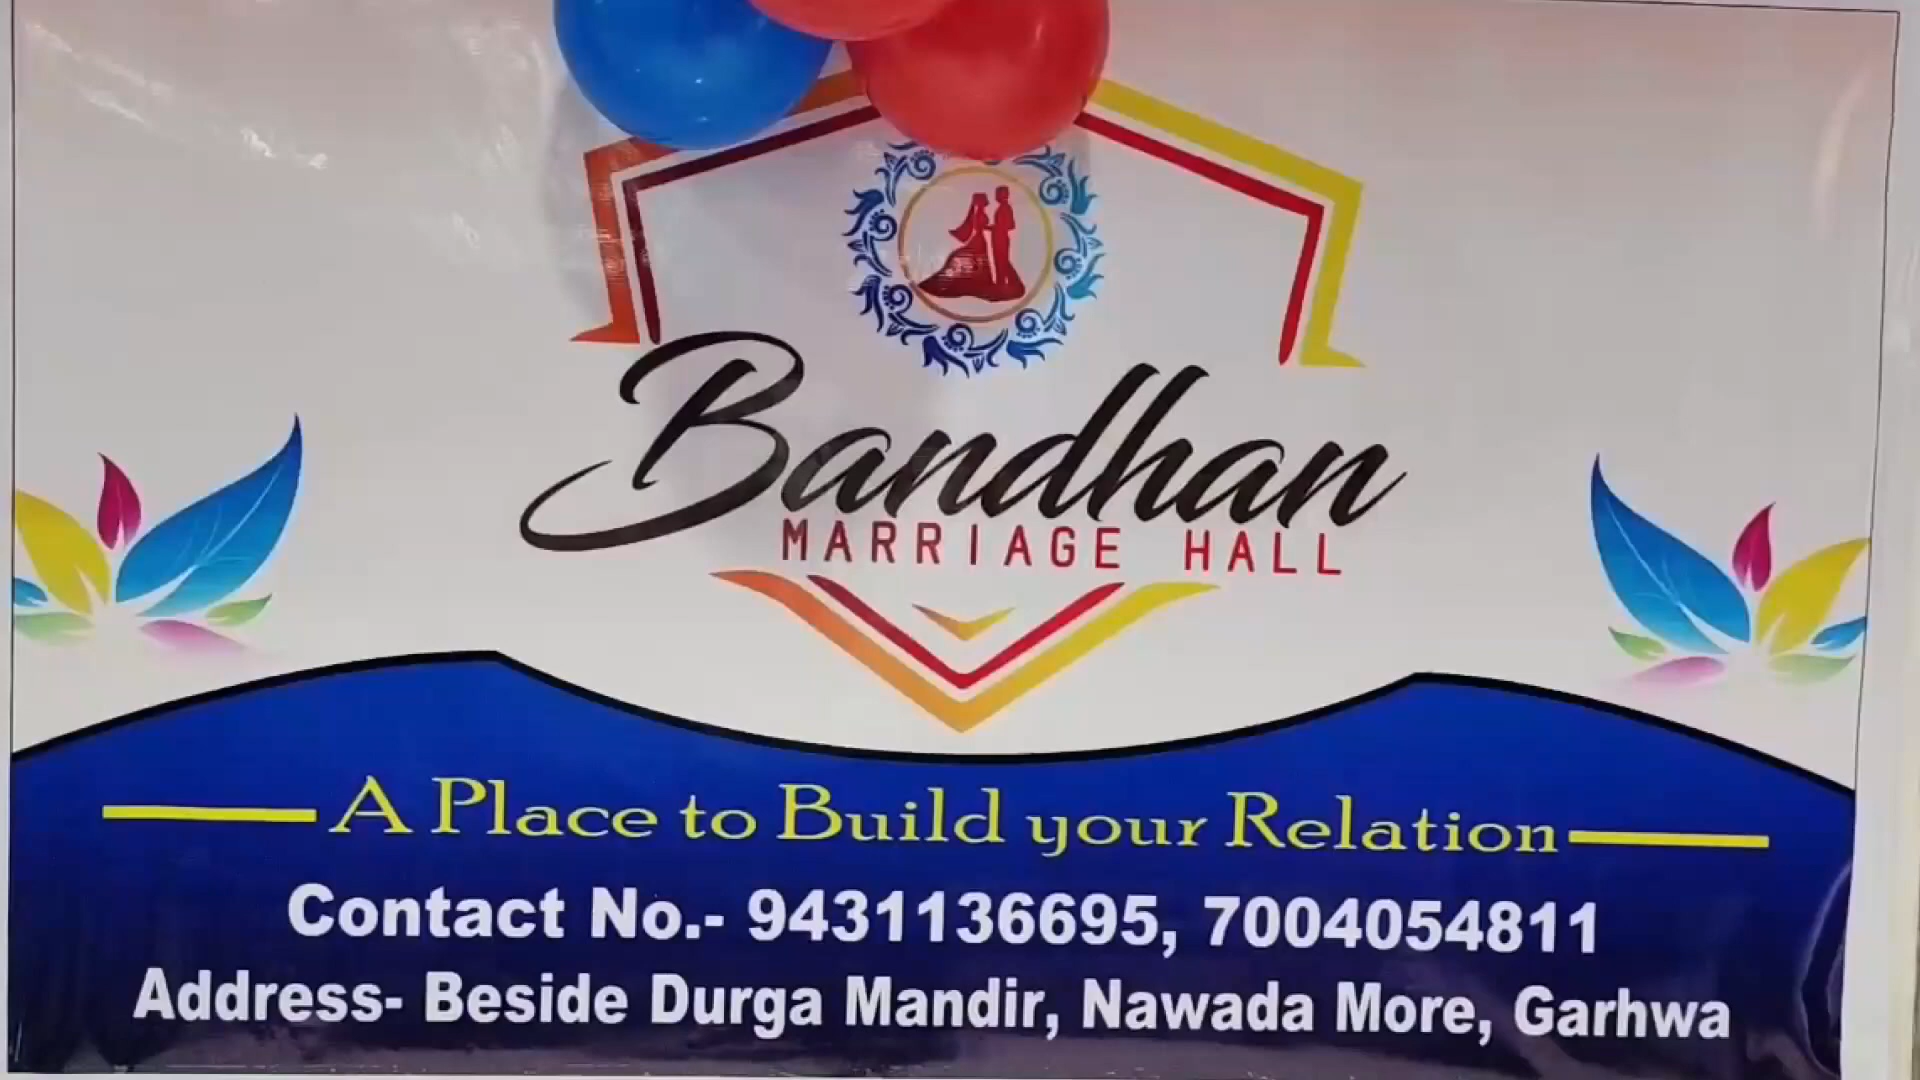 Bandhan
MARRIAGE HALL
A Place to Build your Relation
Contact No.- 9431136695, 7004054811
Address- Beside Durga Mandir, Nawada More, Garhwa